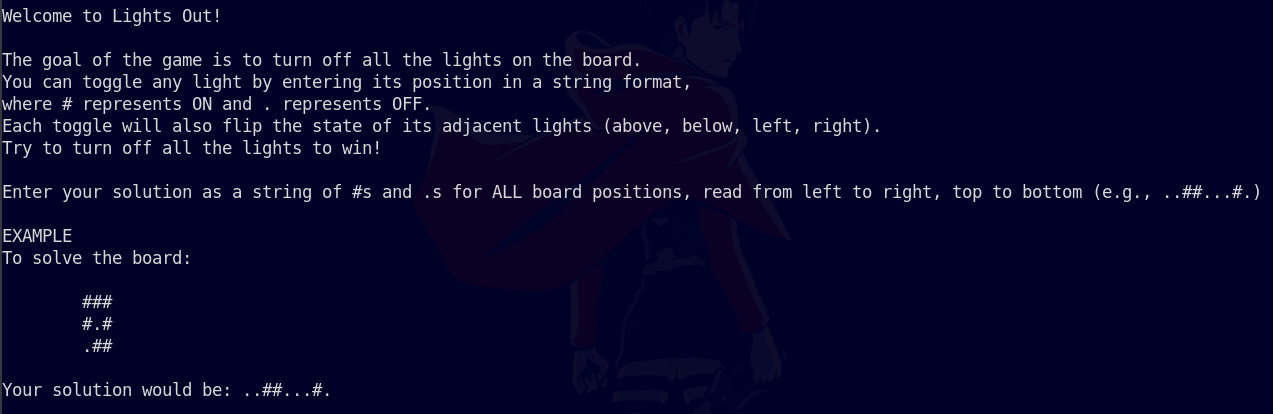 Welcome to Lights Out!
The goal of the game is to turn off all the lights on the board.
You can toggle any light by entering its position in a string format,
where # represents ON and . represents OFF.
Each toggle will also flip the state of its adjacent lights (above, below, left, right).
Try to turn off all the lights to win!
Enter your solution as a string of #s and .s for ALL board positions, read from left to right, top to bottom (e.g., ..##...#.)
EXAMPLE
To solve the board:
###
#.#
.##
Your solution would be: ..##...#.